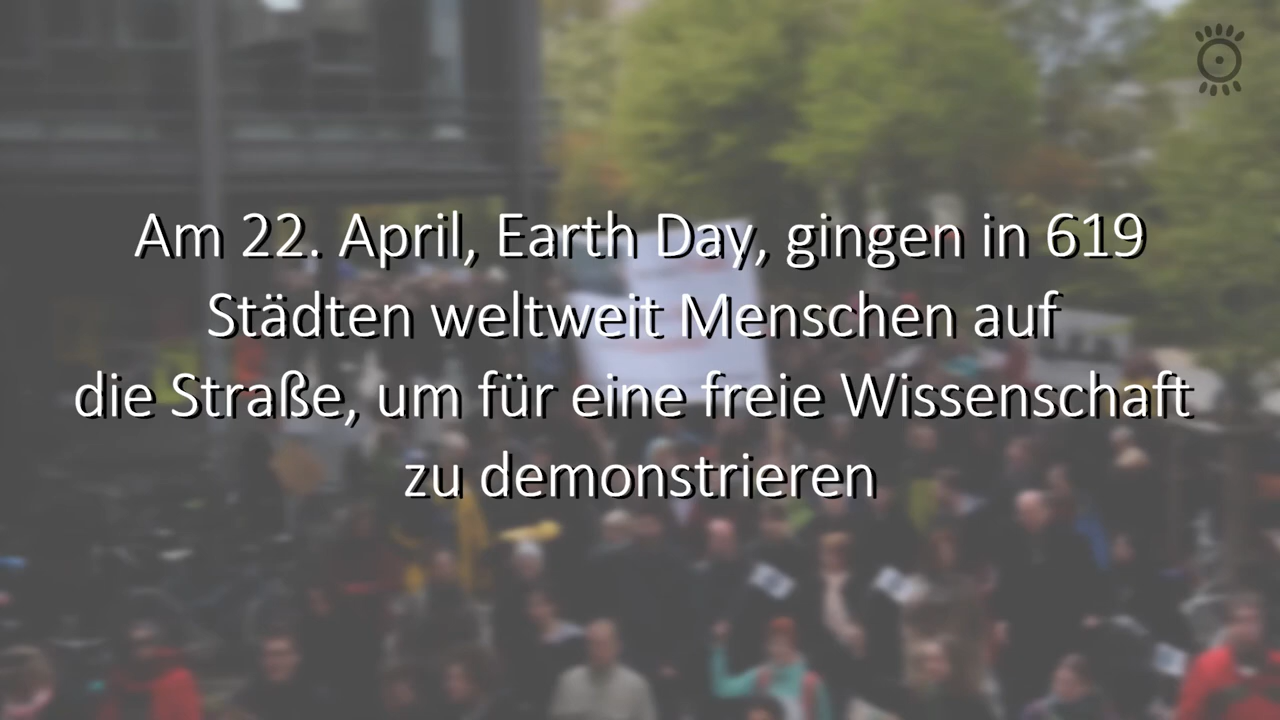 Am 22. April, Earth Day, gingen in 619
Städten weltweit Menschen auf
die Straße, um für eine freie Wissenschaft
zu demonstrieren